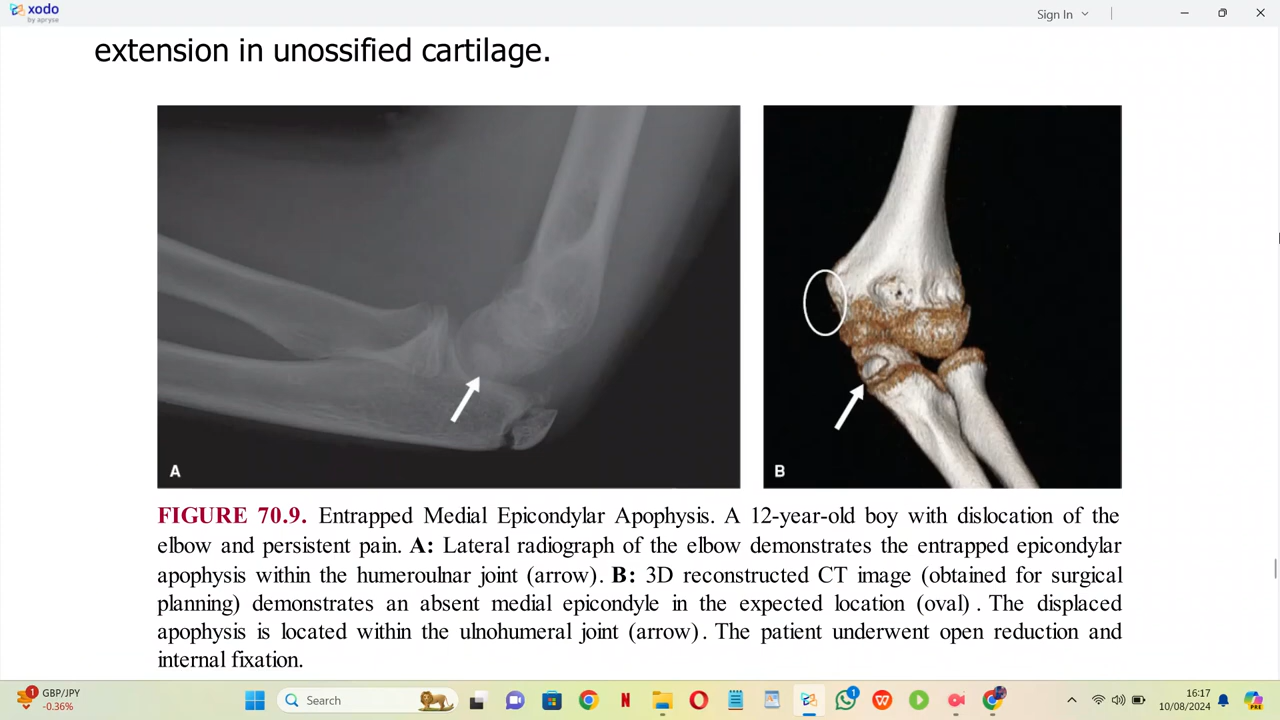 xodo
by apryse
Sign In
extension in unossified cartilage.
A
B
FIGURE 70.9. Entrapped Medial Epicondylar Apophysis. A 12-year-old boy with dislocation of the
elbow and persistent pain. A: Lateral radiograph of the elbow demonstrates the entrapped epicondylar
apophysis within the humeroulnar joint (arrow). B: 3D reconstructed CT image (obtained for surgical
planning) demonstrates an absent medial epicondyle in the expected location (oval). The displaced
apophysis is located within the ulnohumeral joint (arrow). The patient underwent open reduction and
internal fixation.
1
GBP/JPY
-0.36%
Search
1
16:17
10/08/2024